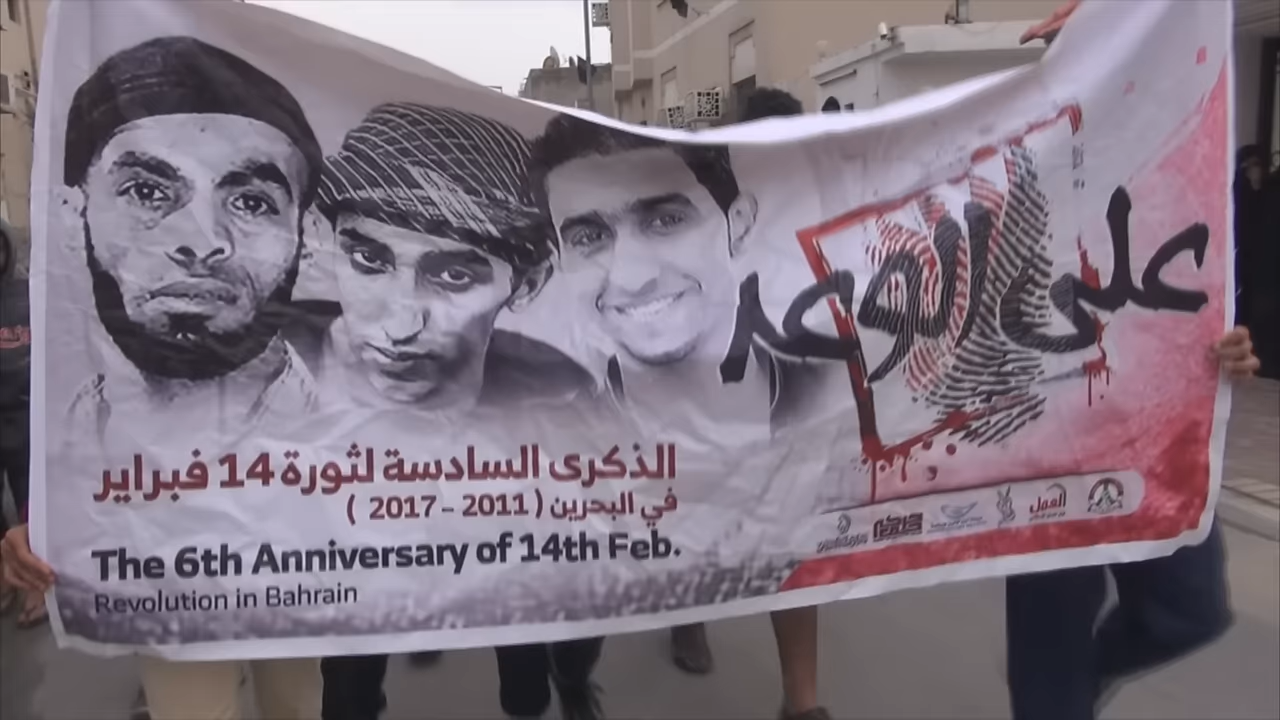 على العهد
الذكرى السادسة لثورة 14 فبراير
في البحرين ( 2011 - 2017 )
The 6th Anniversary of 14th Feb.
Revolution in Bahrain
العمل